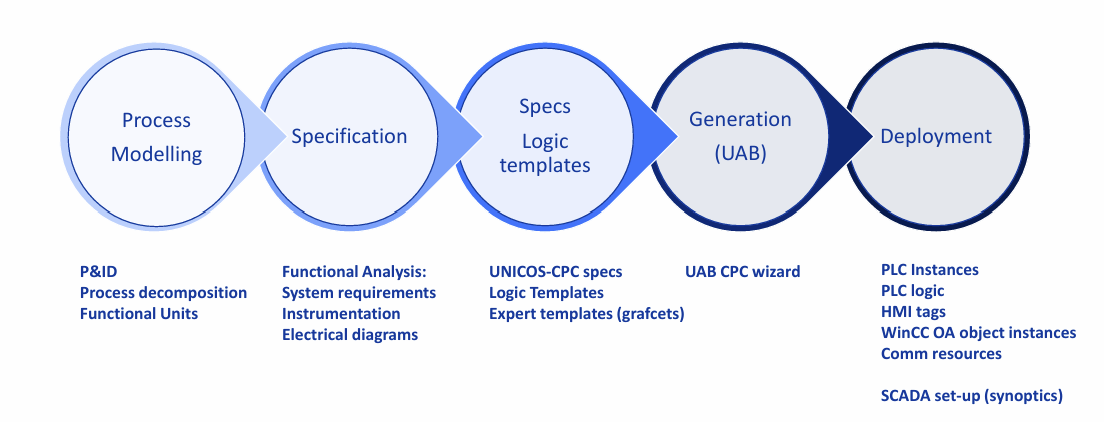 Process
Modelling
Specification
Specs
Logic
templates
Generation
(UAB)
Deployment
P&ID
Process decomposition
Functional Units
Functional Analysis:
System requirements
Instrumentation
Electrical diagrams
UNICOS-CPC specs
Logic Templates
Expert templates (grafcets)
UAB CPC wizard
PLC Instances
PLC logic
HMI tags
WinCC OA object instances
Comm resources
SCADA set-up (synoptics)